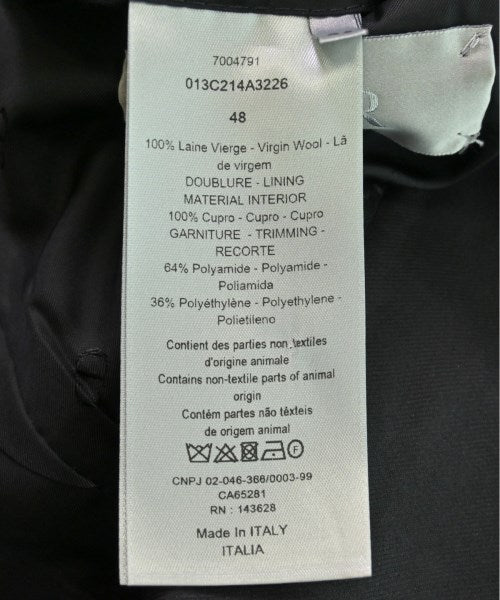 7004791
013C214A3226
48
100% Laine Vierge - Virgin Wool - Lã
de virgem
DOUBLURE - LINING
MATERIAL INTERIOR
100% Cupro - Cupro - Cupro
GARNITURE - TRIMMING -
RECORTE
64% Polyamide - Polyamide -
Poliamida
36% Polyéthylène - Polyethylene -
Polietileno
Contient des parties non textiles
d'origine animale
Contains non-textile parts of animal
origin
Contém partes não têxteis
de origem animal
F
CNPJ 02-046-366/0003-99
CA65281
RN : 143628
Made In ITALY
ITALIA